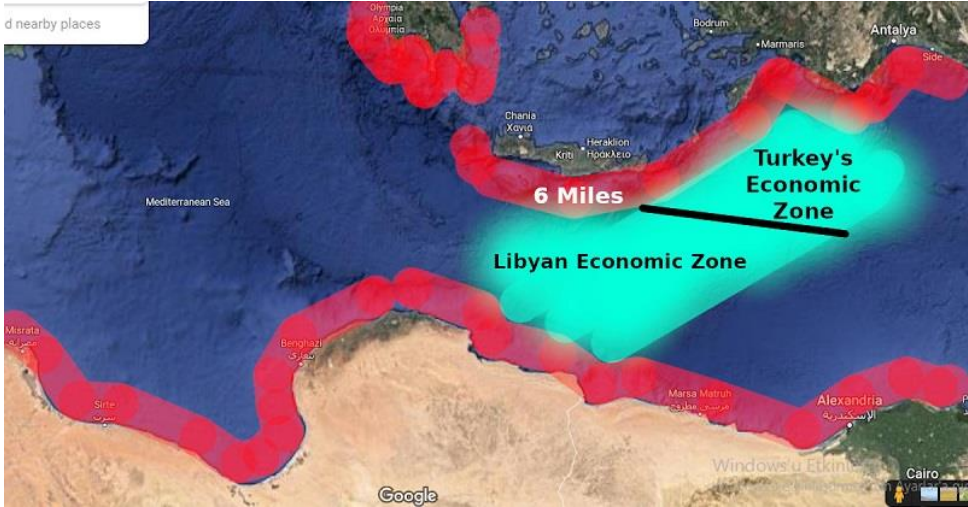 d nearby places
Olympia
Αρχαία
Ολυμπία
Bodrum
Marmaris
Antalya
Side
Chania
Χανιά
Heraklion
Ηράκλειο
Kriti
Turkey's
Economic
Zone
6 Miles
Mediterranean Sea
Libyan Economic Zone
Misrata
مصراتة
Benghazi
بنغازي
Sirte
سرت
Marsa Matruh
مرسى مطروح
Alexandria
الإسكندرية
Windows'u Etkin
Cairo
Google